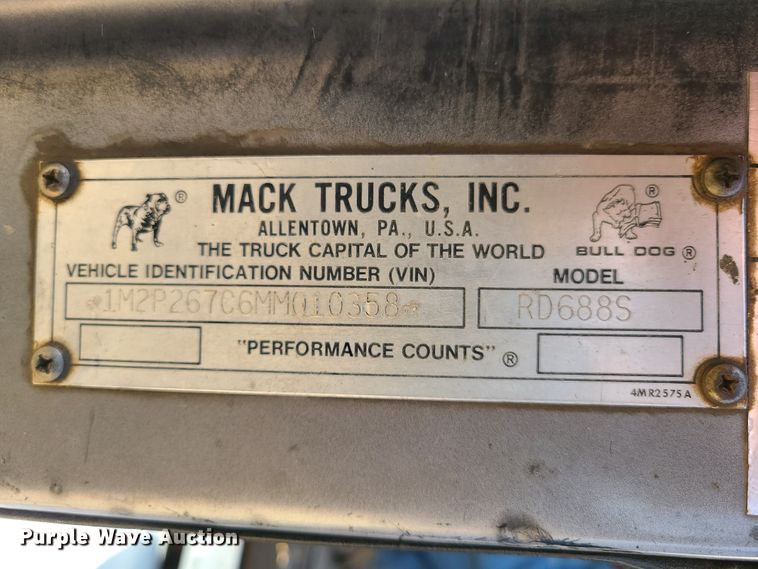 MACK TRUCKS, INC.
ALLENTOWN, PA., U.S.A.
THE TRUCK CAPITAL OF THE WORLD
®
®
BULL DOG ®
VEHICLE IDENTIFICATION NUMBER (VIN)
MODEL
*1M2P267C6MM010358*
RD688S
"PERFORMANCE COUNTS" ®
4MR2575A
Purple Wave Auction